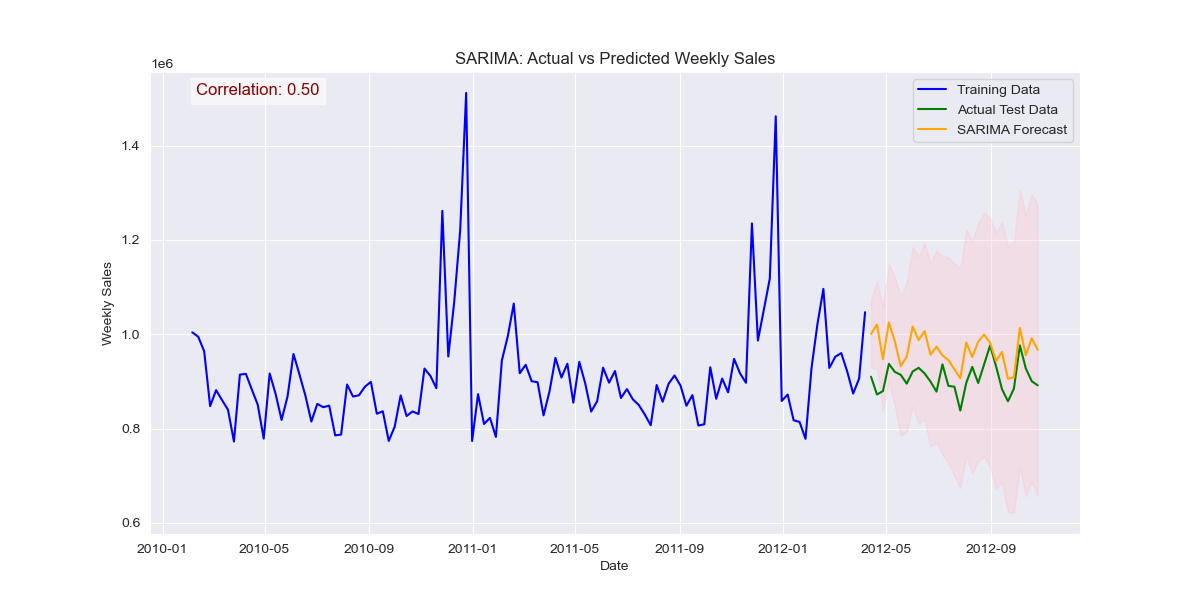 SARIMA: Actual vs Predicted Weekly Sales
1e6
Correlation: 0.50
Training Data
Actual Test Data
SARIMA Forecast
1.4
1.2
1.0
0.8
0.6
Weekly Sales
2010-01 2010-05 2010-09 2011-01 2011-05 2011-09 2012-01 2012-05 2012-09
Date